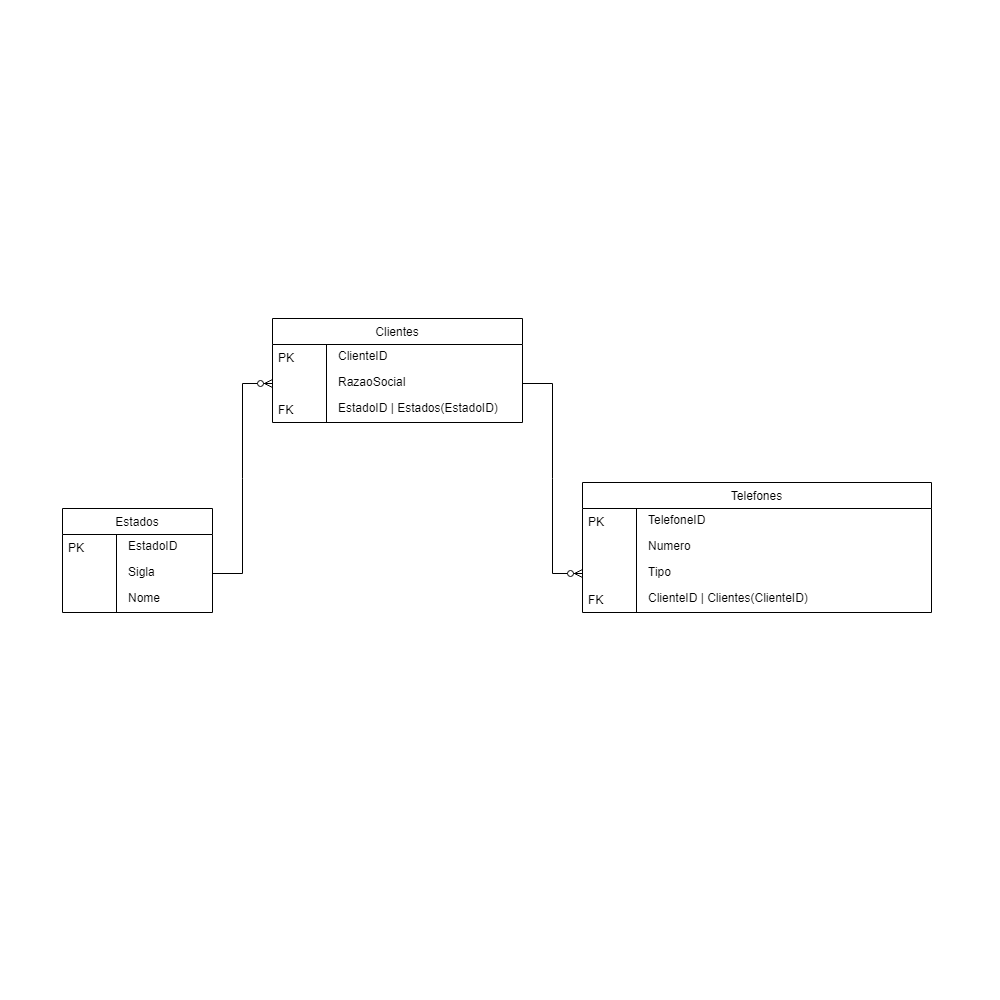 Clientes
PK ClienteID
RazaoSocial
FK EstadoID | Estados(EstadoID)
Estados
PK EstadoID
Sigla
Nome
Telefones
PK TelefoneID
Numero
Tipo
FK ClienteID | Clientes(ClienteID)